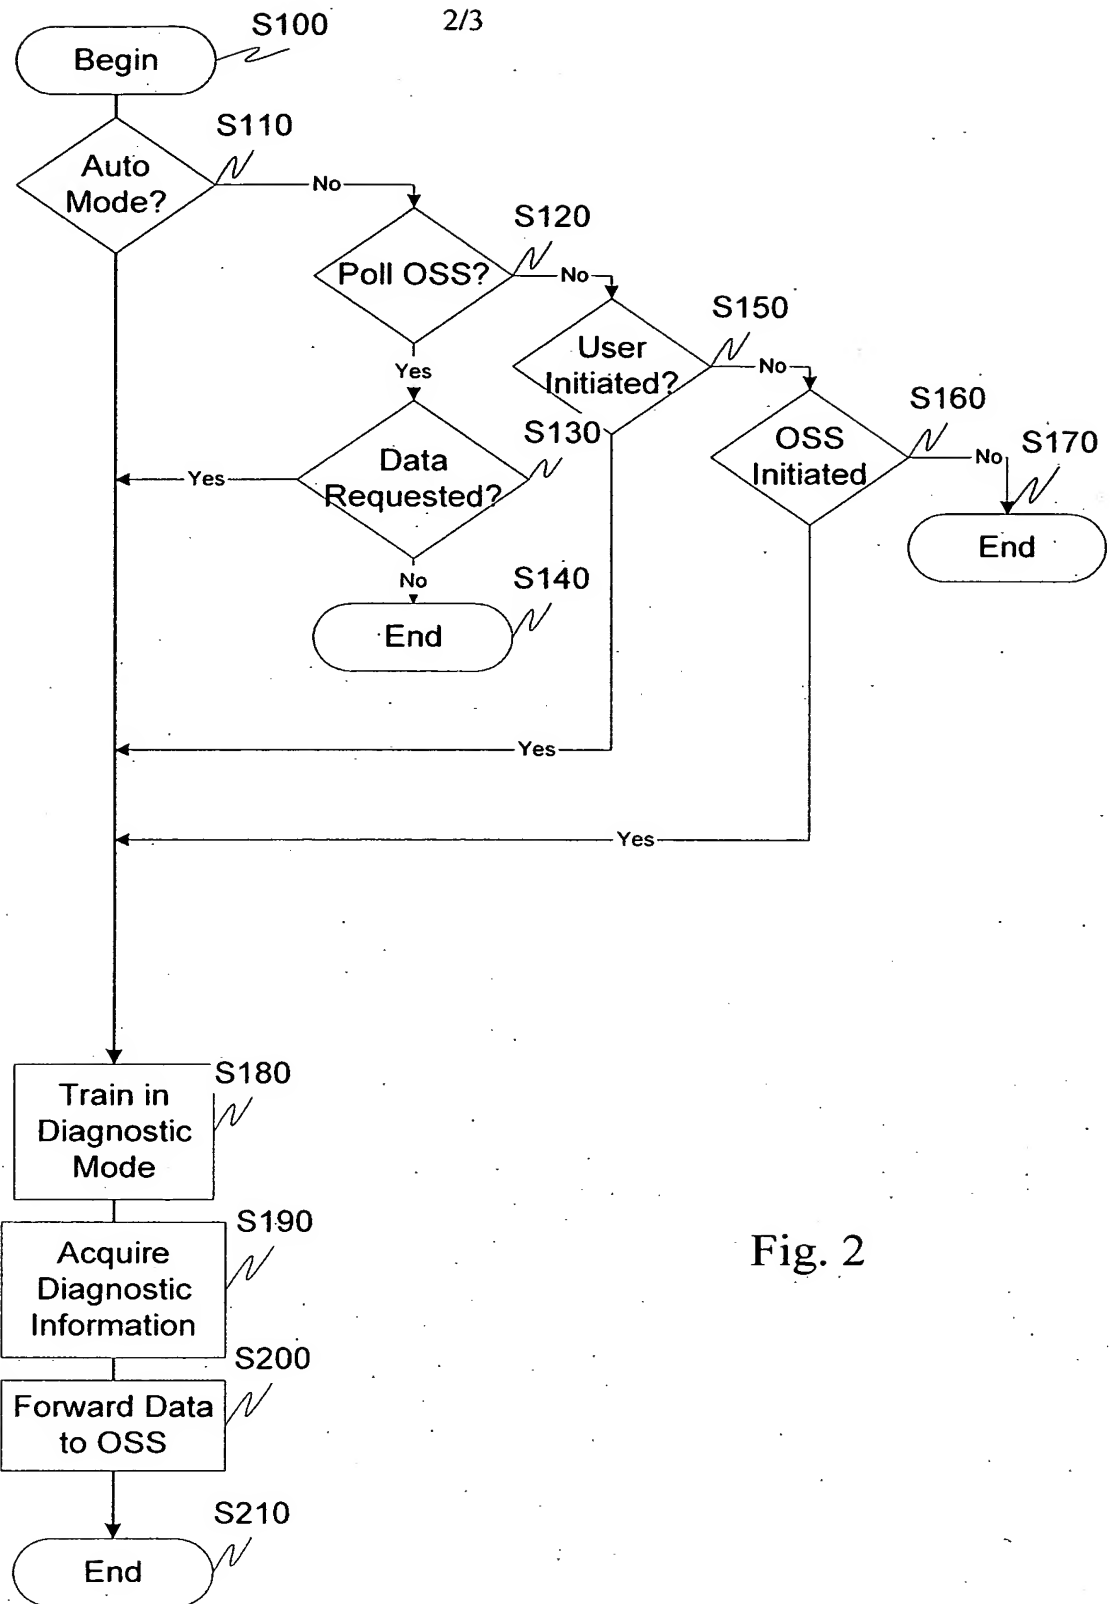 S100
2/3
Begin
S110
Auto
Mode?
No
S120
Poll OSS?
No
S150
User
Initiated?
No
Yes
S160
OSS
Initiated
No
S170
End
S130
Data
Requested?
Yes
No
S140
End
Yes
Yes
S180
Train in
Diagnostic
Mode
S190
Acquire
Diagnostic
Information
Fig. 2
S200
Forward Data
to OSS
S210
End